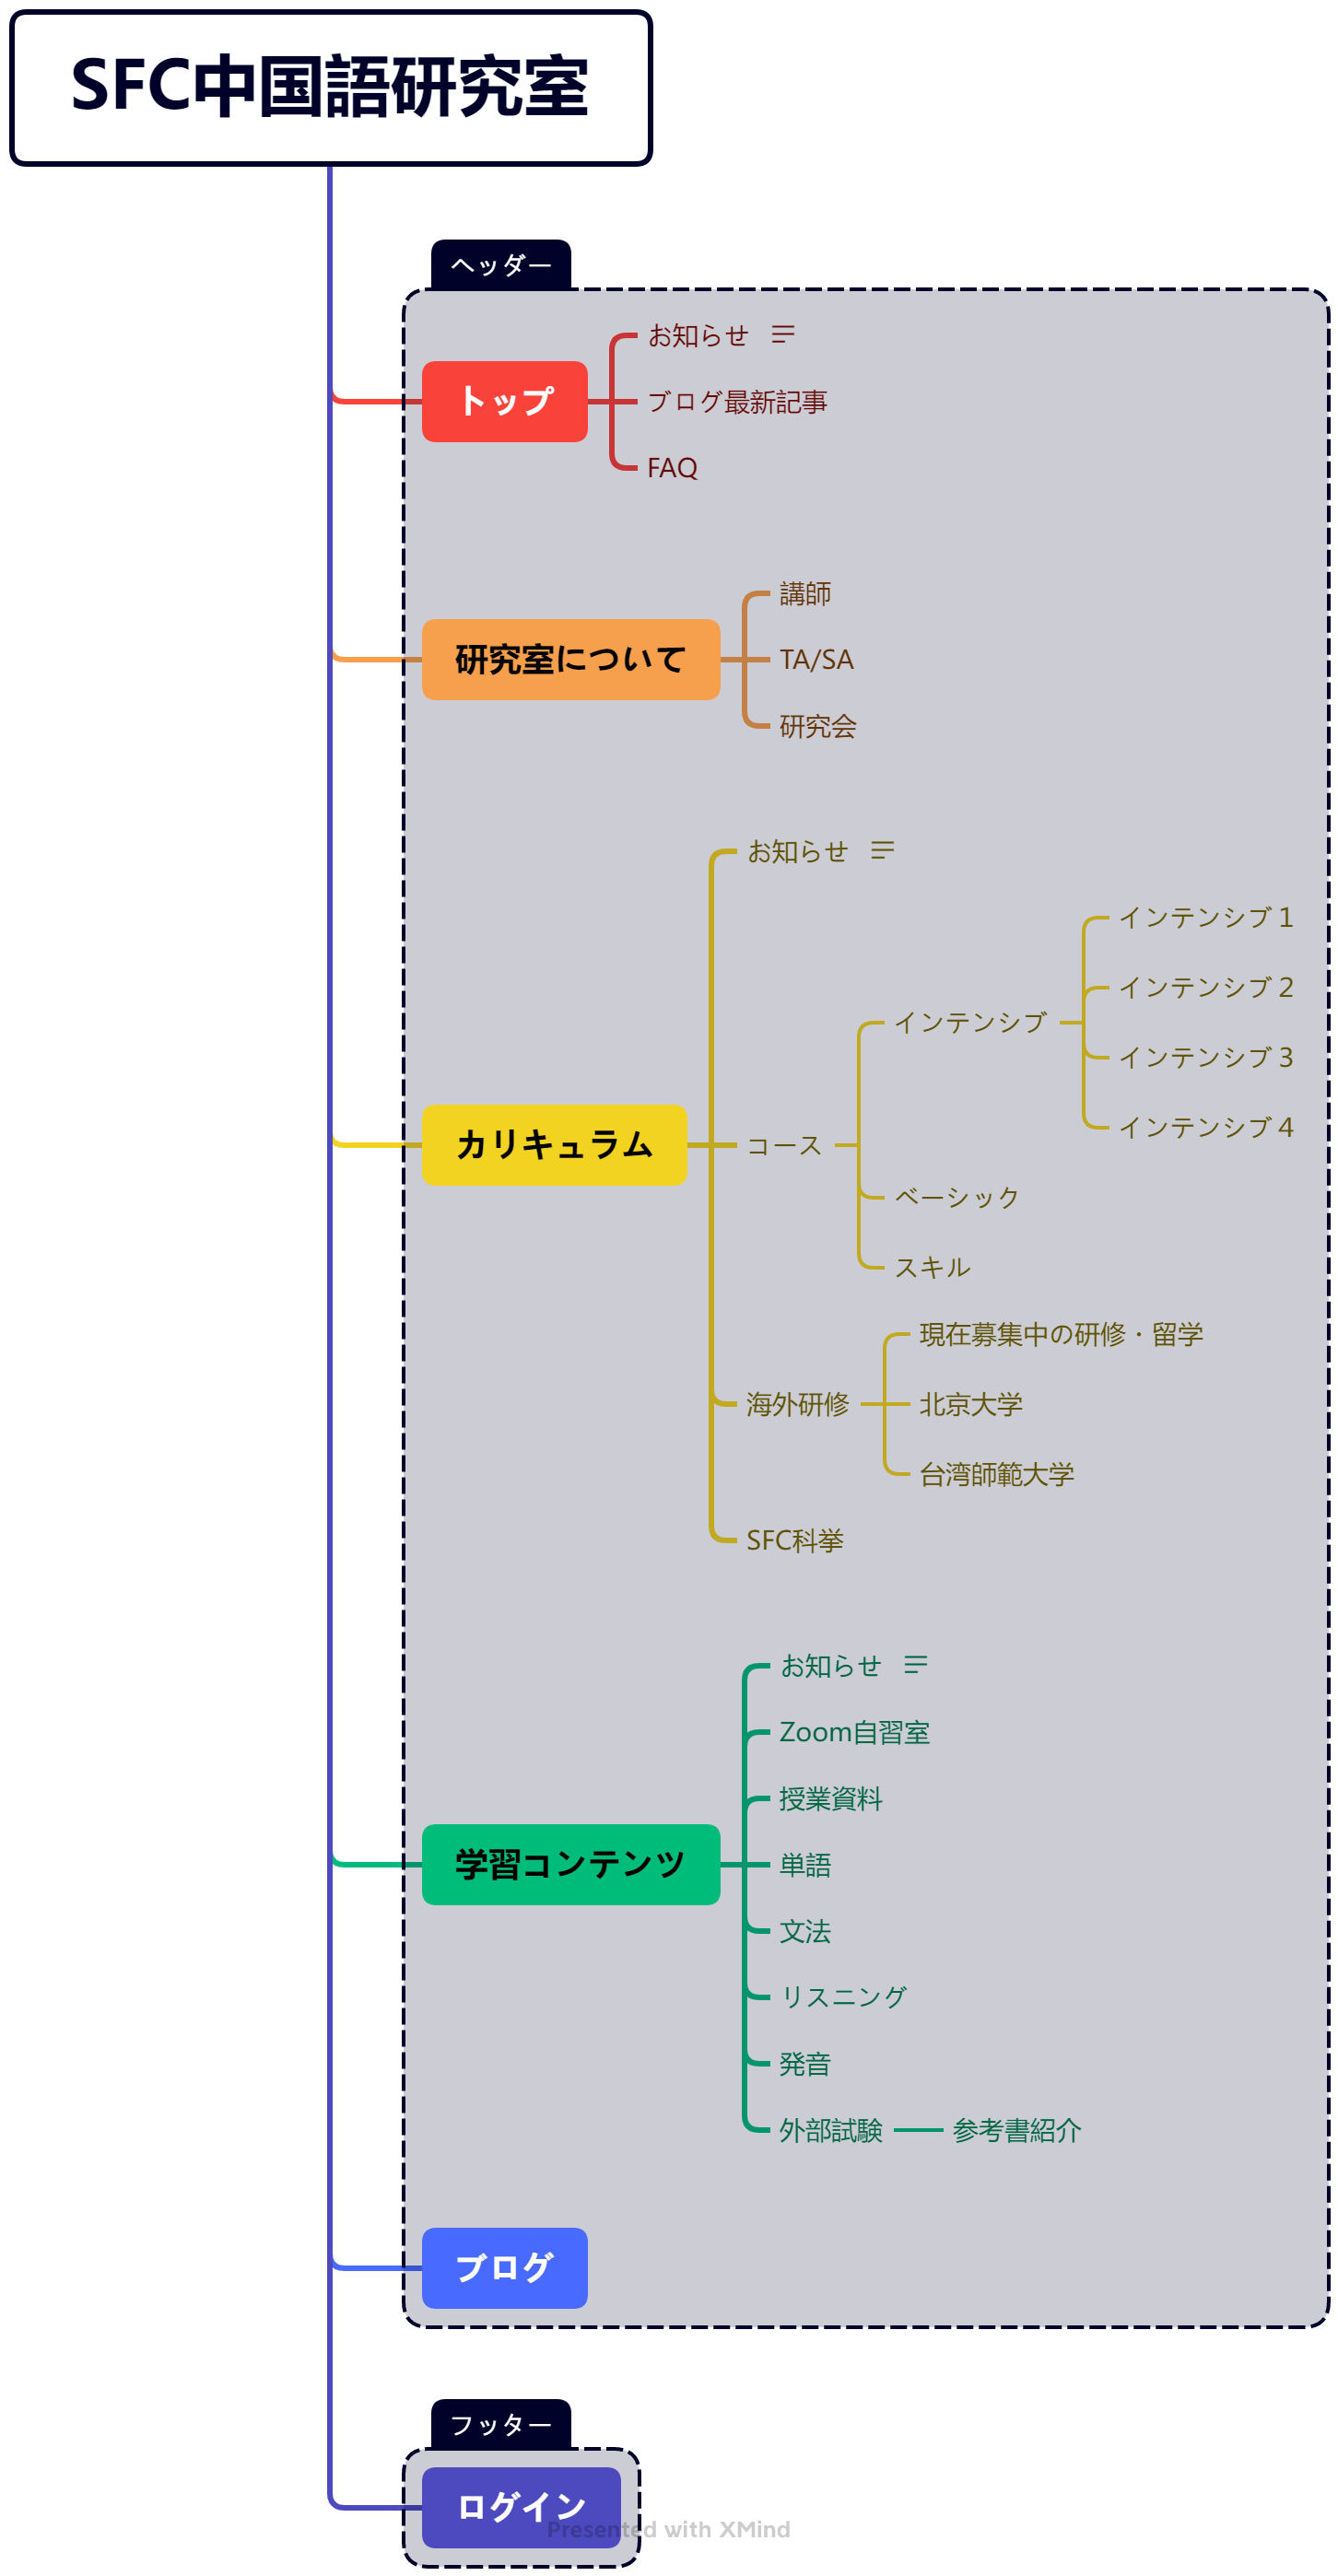 SFC中国語研究室
ヘッダー
トップ
お知らせ
ブログ最新記事
FAQ
研究室について
講師
TA/SA
研究会
カリキュラム
お知らせ
コース
インテンシブ
インテンシブ１
インテンシブ２
インテンシブ３
インテンシブ４
ベーシック
スキル
海外研修
現在募集中の研修・留学
北京大学
台湾師範大学
SFC科挙
学習コンテンツ
お知らせ
Zoom自習室
授業資料
単語
文法
リスニング
発音
外部試験
参考書紹介
ブログ
フッター
ログイン
Presented with XMind